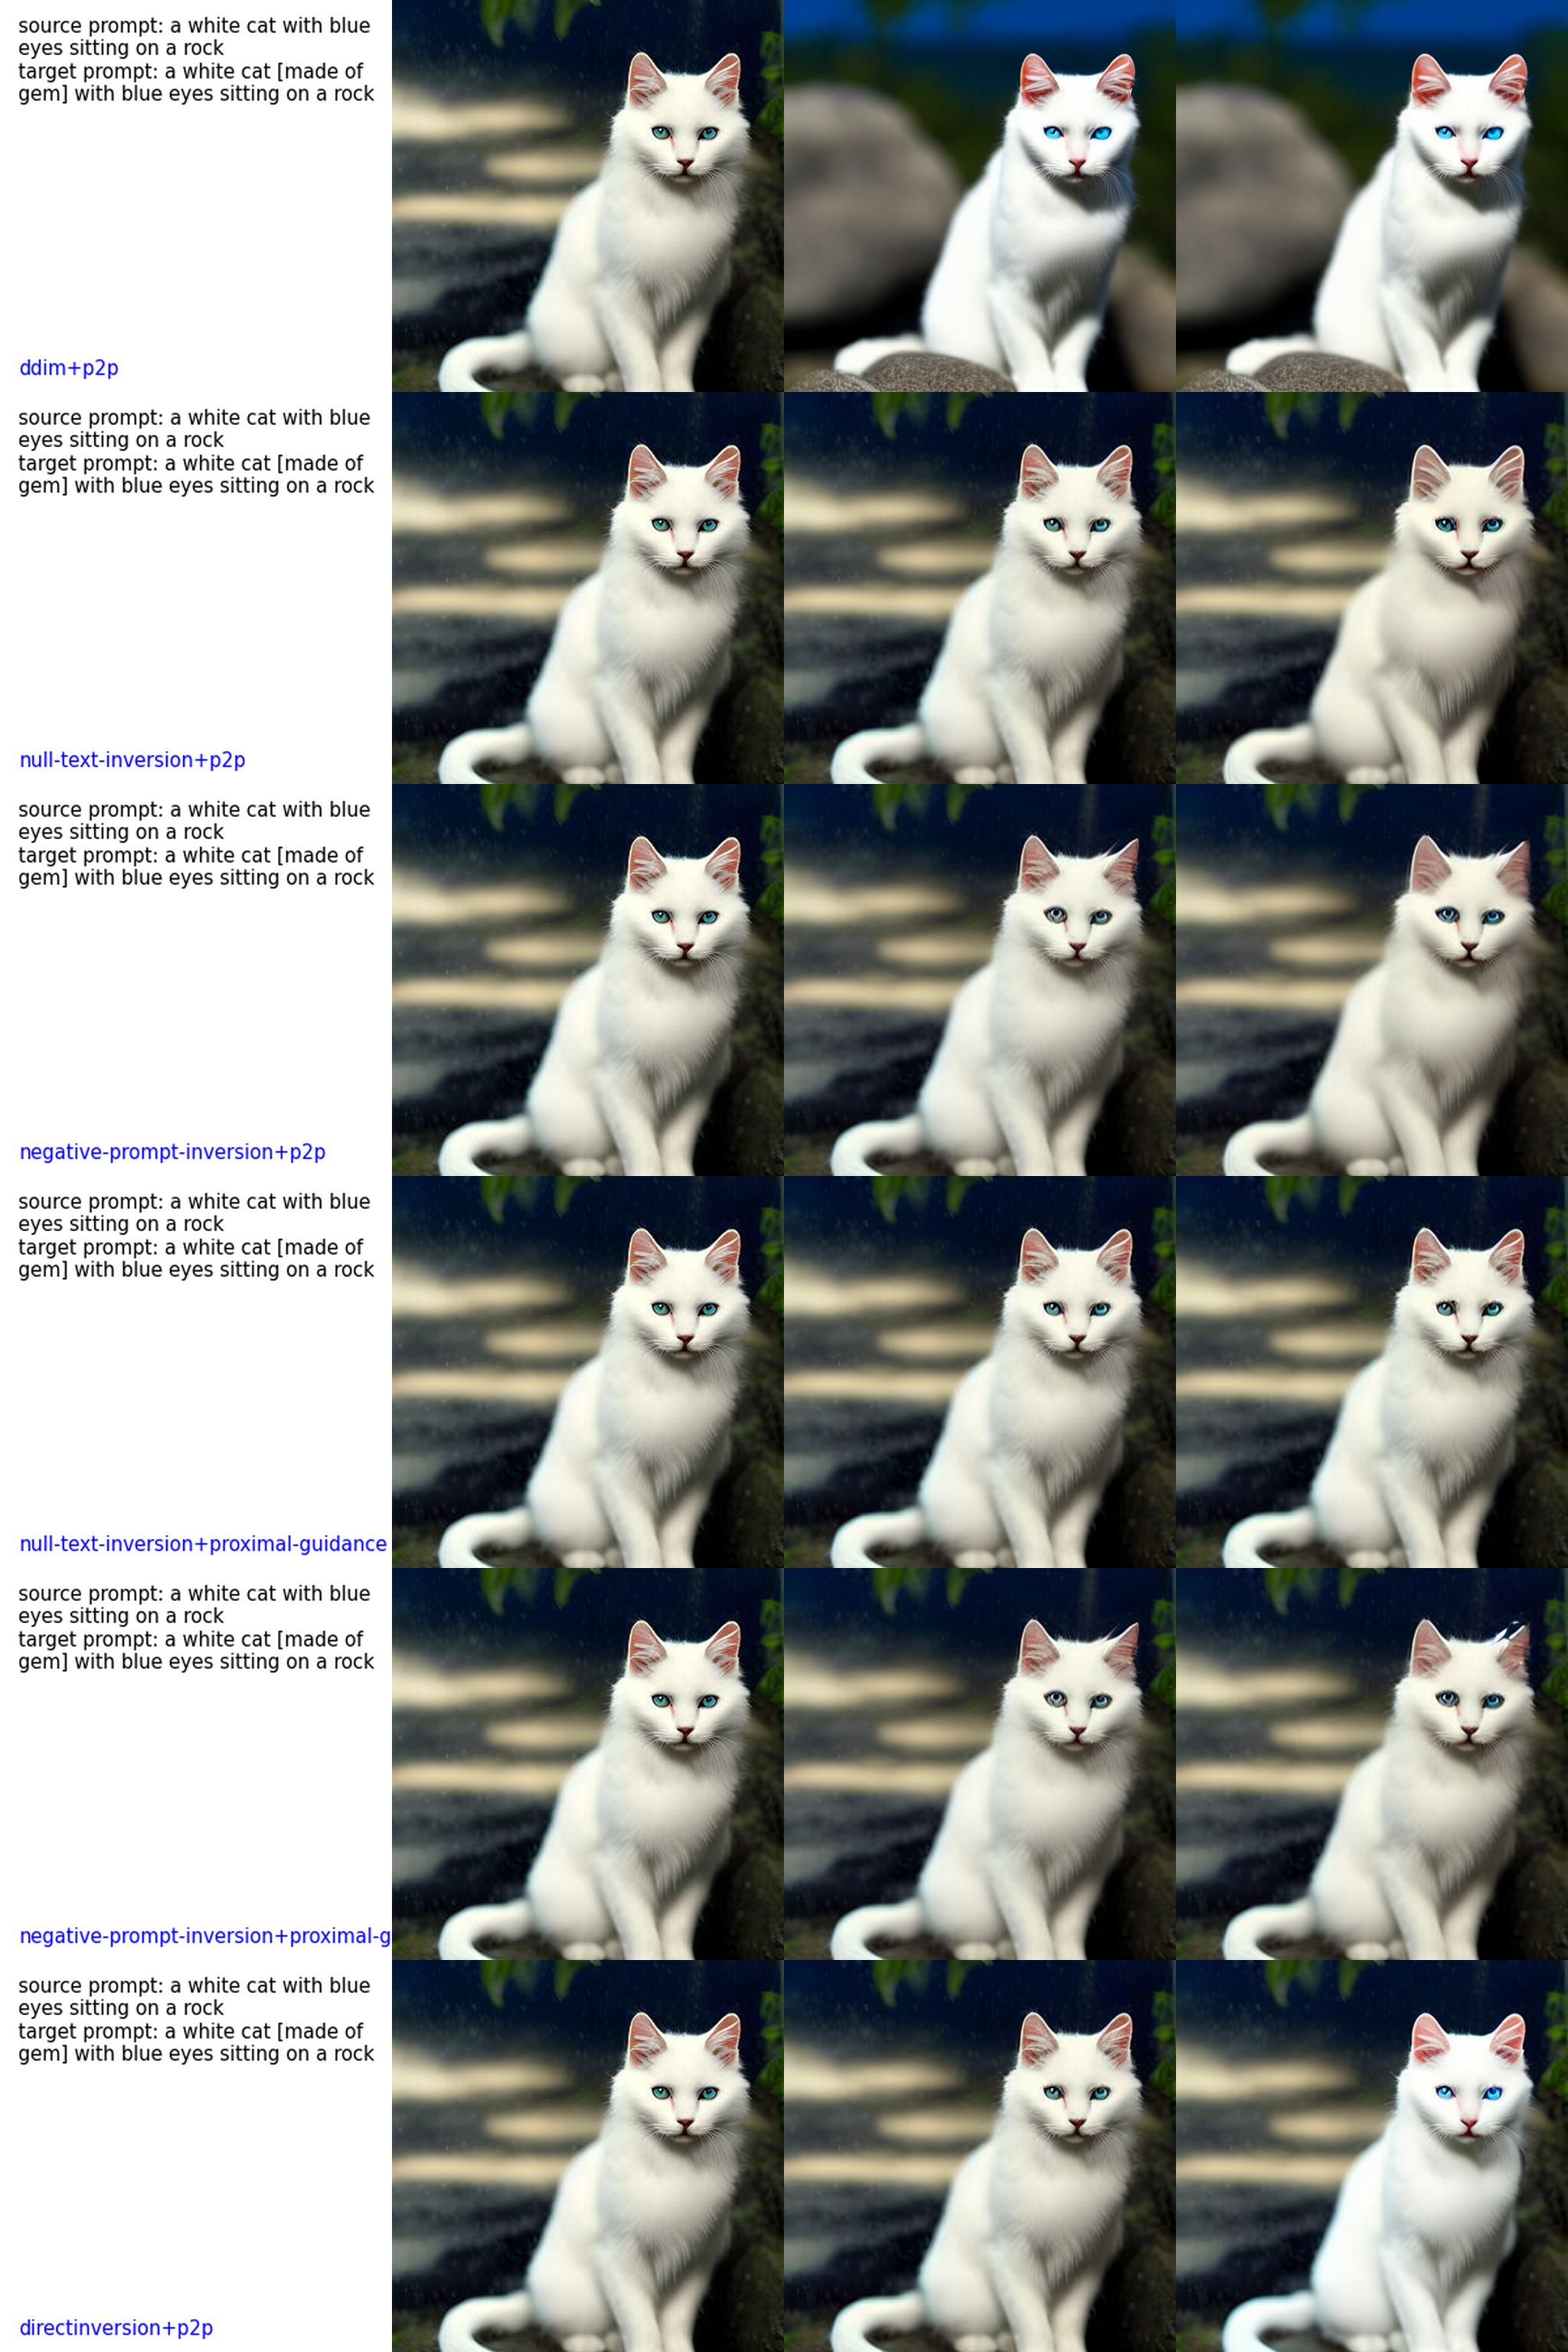 source prompt: a white cat with blue
eyes sitting on a rock
target prompt: a white cat [made of
gem] with blue eyes sitting on a rock
ddim+p2p
source prompt: a white cat with blue
eyes sitting on a rock
target prompt: a white cat [made of
gem] with blue eyes sitting on a rock
null-text-inversion+p2p
source prompt: a white cat with blue
eyes sitting on a rock
target prompt: a white cat [made of
gem] with blue eyes sitting on a rock
negative-prompt-inversion+p2p
source prompt: a white cat with blue
eyes sitting on a rock
target prompt: a white cat [made of
gem] with blue eyes sitting on a rock
null-text-inversion+proximal-guidance
source prompt: a white cat with blue
eyes sitting on a rock
target prompt: a white cat [made of
gem] with blue eyes sitting on a rock
negative-prompt-inversion+proximal-g
source prompt: a white cat with blue
eyes sitting on a rock
target prompt: a white cat [made of
gem] with blue eyes sitting on a rock
directinversion+p2p